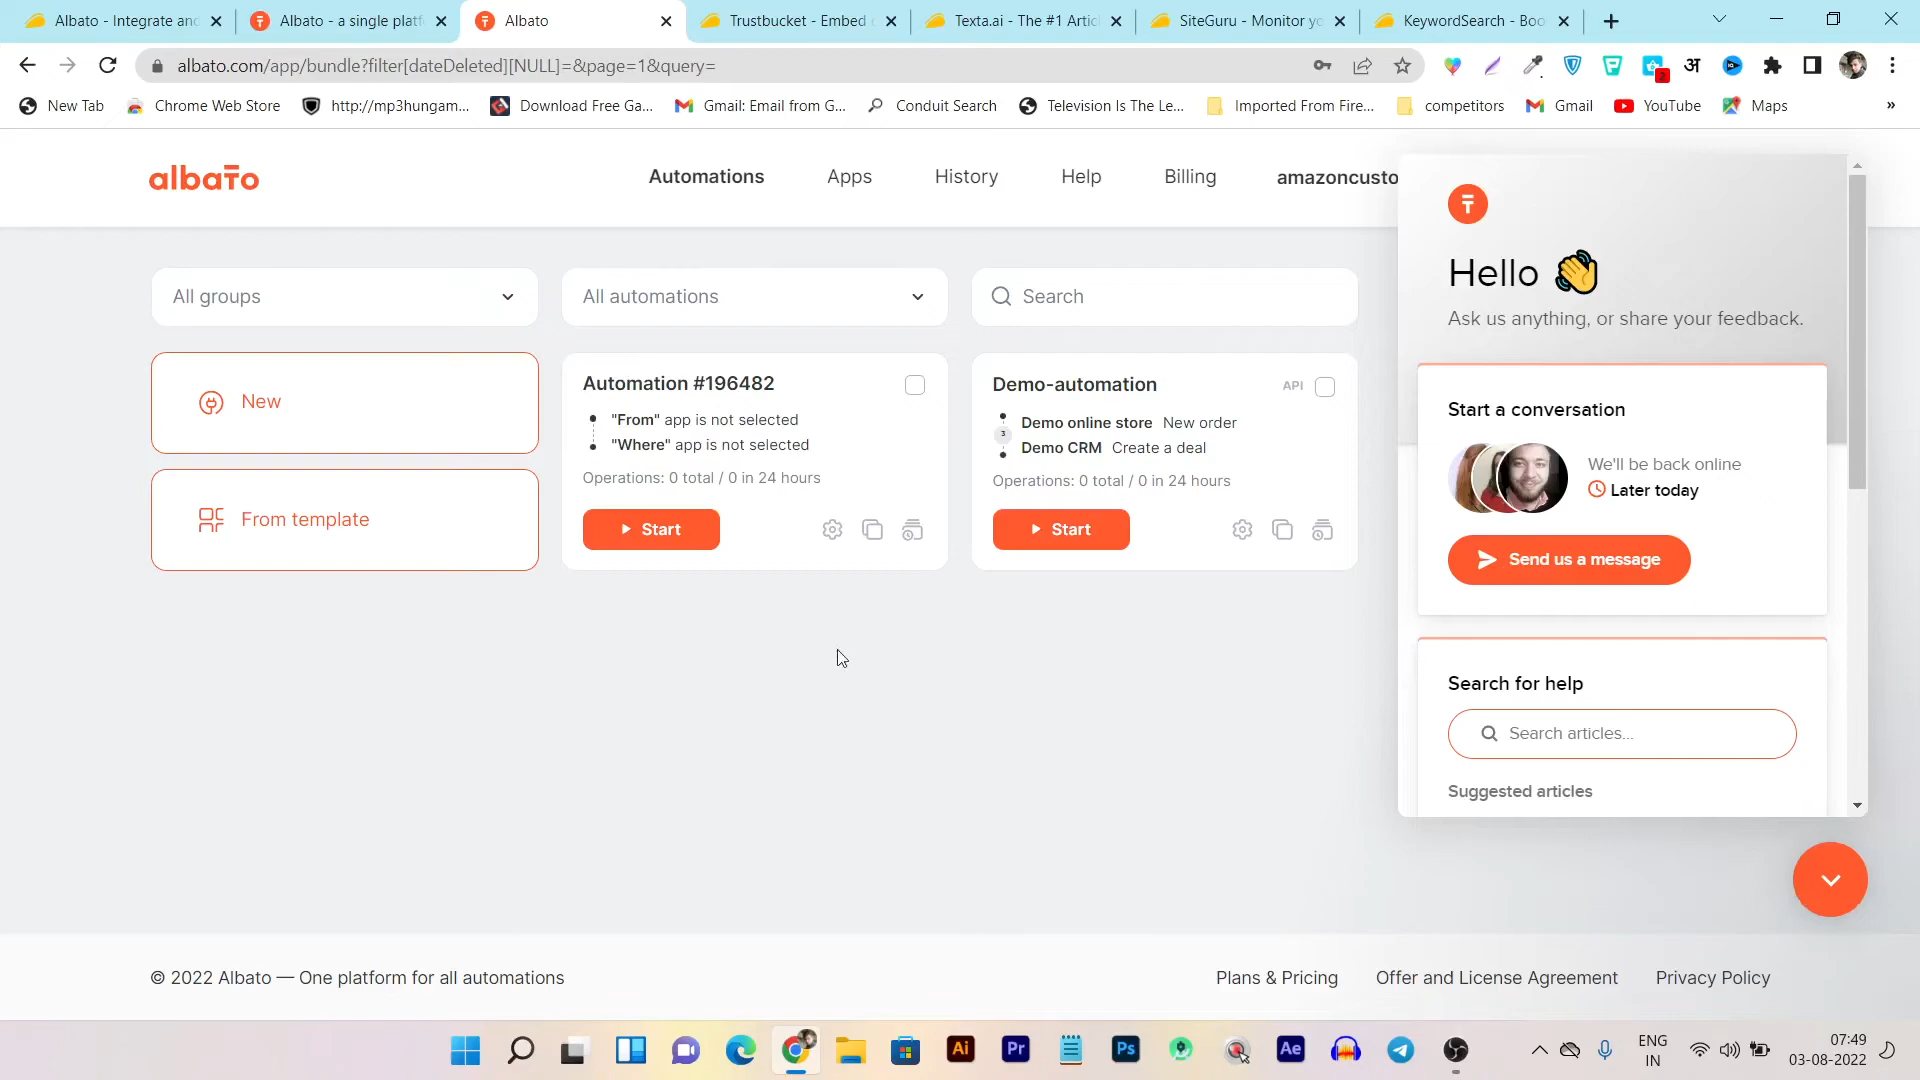 Albato - Integrate and
Albato - a single platf
Albato
Trustbucket - Embed
Texta.ai - The #1 Artic
SiteGuru - Monitor yo
KeywordSearch - Boo
albato.com/app/bundle?filter[dateDeleted][NULL]=&page=1&query=
2
अ
New Tab
Chrome Web Store
http://mp3hungam...
Download Free Ga...
Gmail: Email from G...
Conduit Search
Television Is The Le...
Imported From Fire...
competitors
Gmail
YouTube
Maps
»
albato
Automations
Apps
History
Help
Billing
amazoncusto
All groups
All automations
Search
New
From template
Automation #196482
"From" app is not selected
"Where" app is not selected
Operations: 0 total / 0 in 24 hours
Start
Demo-automation
API
3
Demo online store New order
Demo CRM Create a deal
Operations: 0 total / 0 in 24 hours
Start
Hello 👋
Ask us anything, or share your feedback.
Start a conversation
We'll be back online
Later today
Send us a message
Search for help
Search articles...
Suggested articles
© 2022 Albato — One platform for all automations
Plans & Pricing
Offer and License Agreement
Privacy Policy
Ai
Pr
Ps
Ae
ENG
IN
07:49
03-08-2022